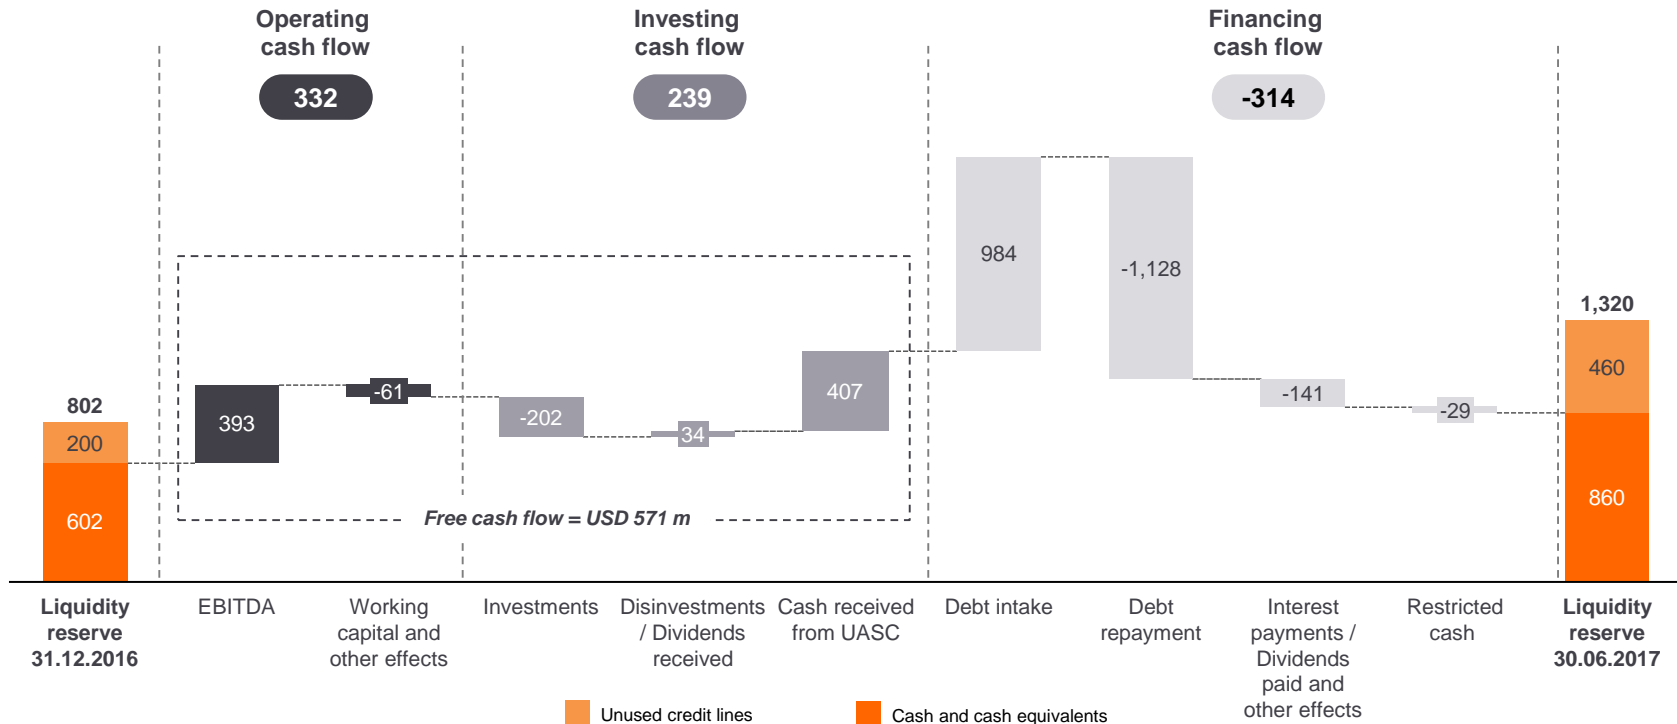 Operating
cash flow
332
Investing
cash flow
239
Financing
cash flow
-314
802
200
602
393
-61
-202
34
407
984
-1,128
-141
-29
1,320
460
860
Free cash flow = USD 571 m
Liquidity
reserve
31.12.2016
EBITDA
Working
capital and
other effects
Investments
Disinvestments
/ Dividends
received
Cash received
from UASC
Debt intake
Debt
repayment
Interest
payments /
Dividends
paid and
other effects
Restricted
cash
Liquidity
reserve
30.06.2017
Unused credit lines
Cash and cash equivalents